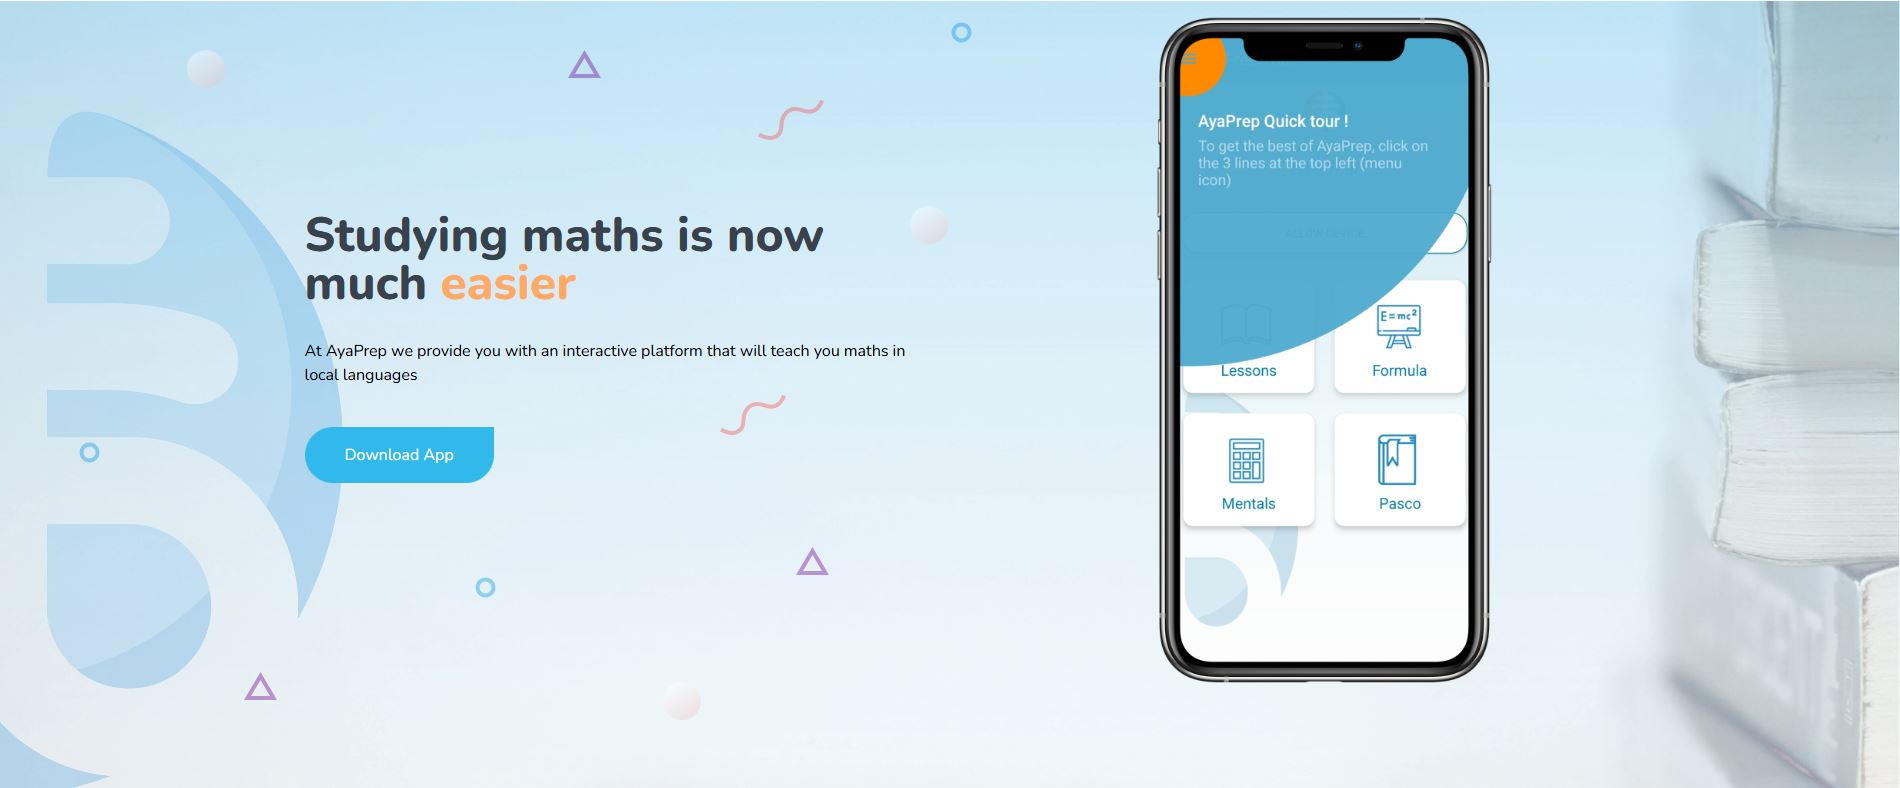 Studying maths is now
much easier
At AyaPrep we provide you with an interactive platform that will teach you maths in
local languages
Download App
AyaPrep Quick tour !
To get the best of AyaPrep, click on
the 3 lines at the top left (menu
icon)
ALLOW DEVICE
E=mc²
Lessons
Formula
Mentals
Pasco